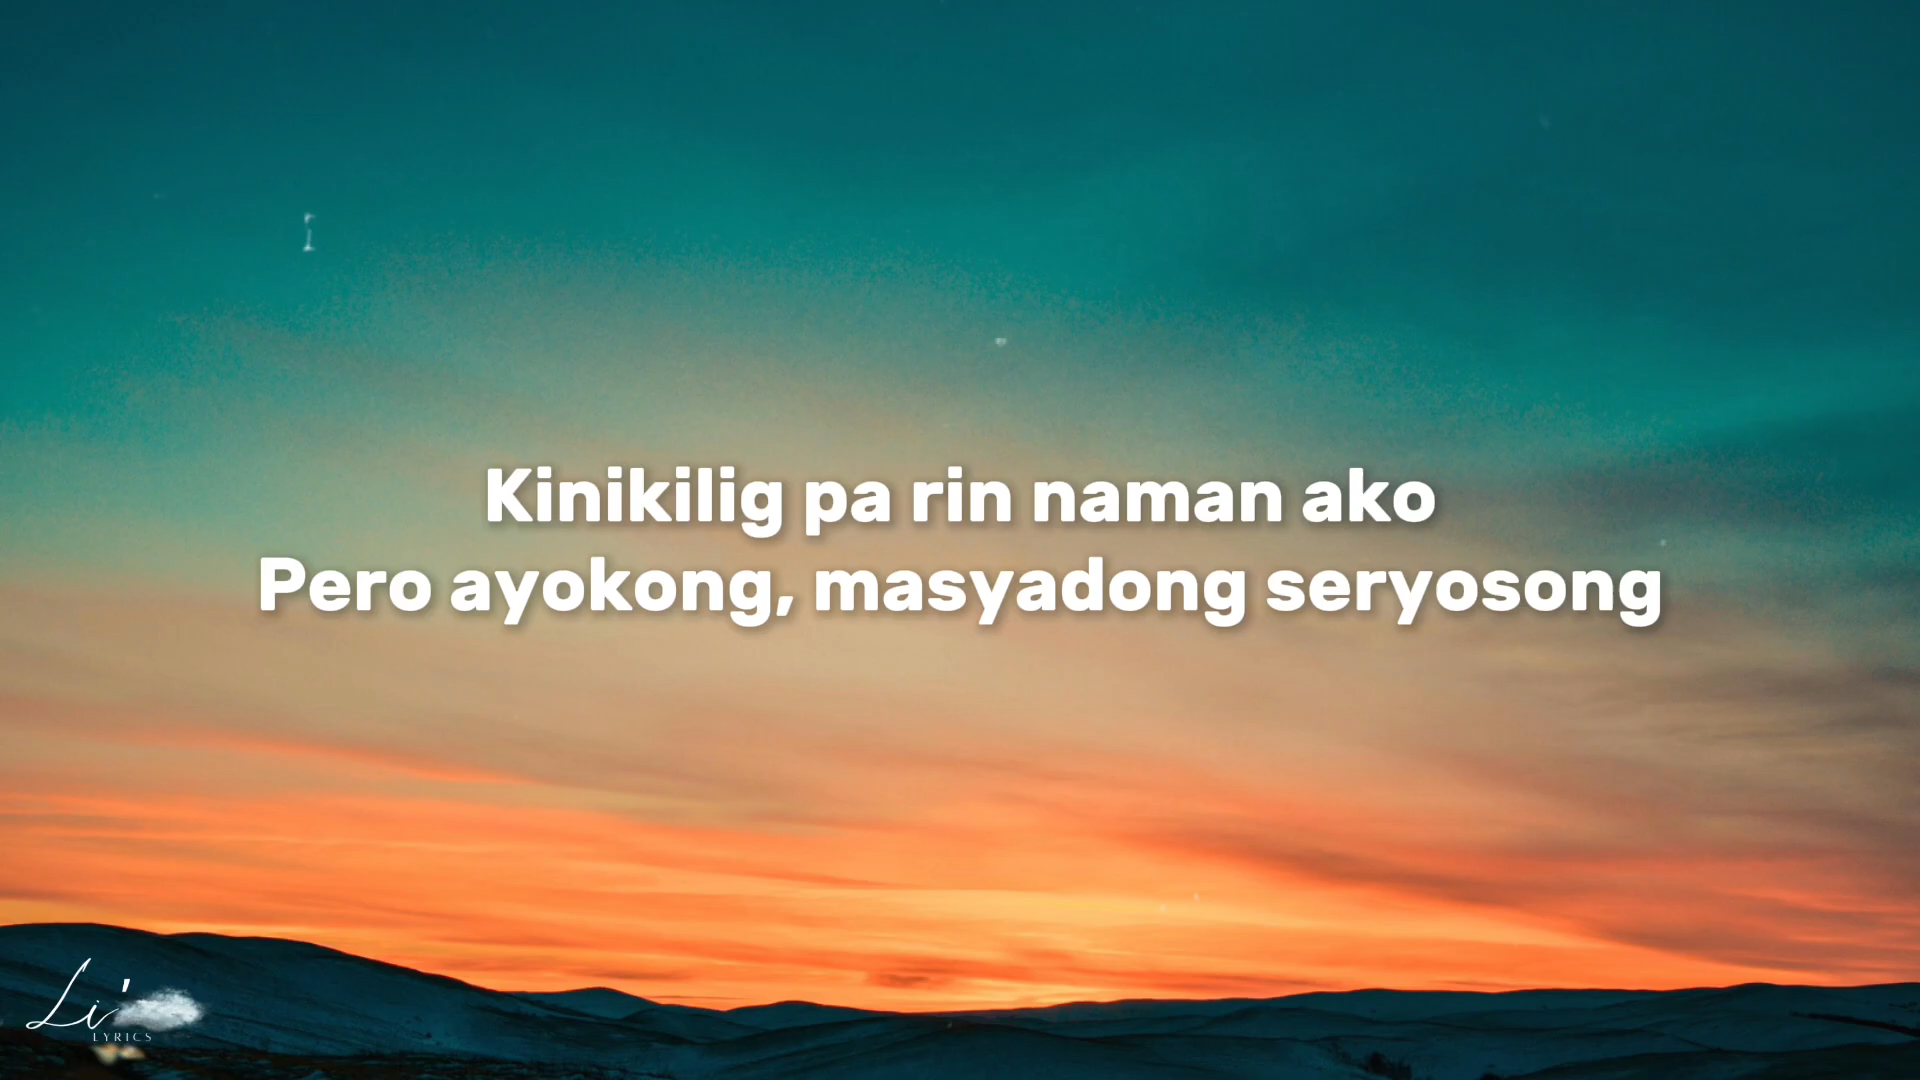 Kinikilig pa rin naman ako
Pero ayokong, masyadong seryosong
Li'
LYRICS